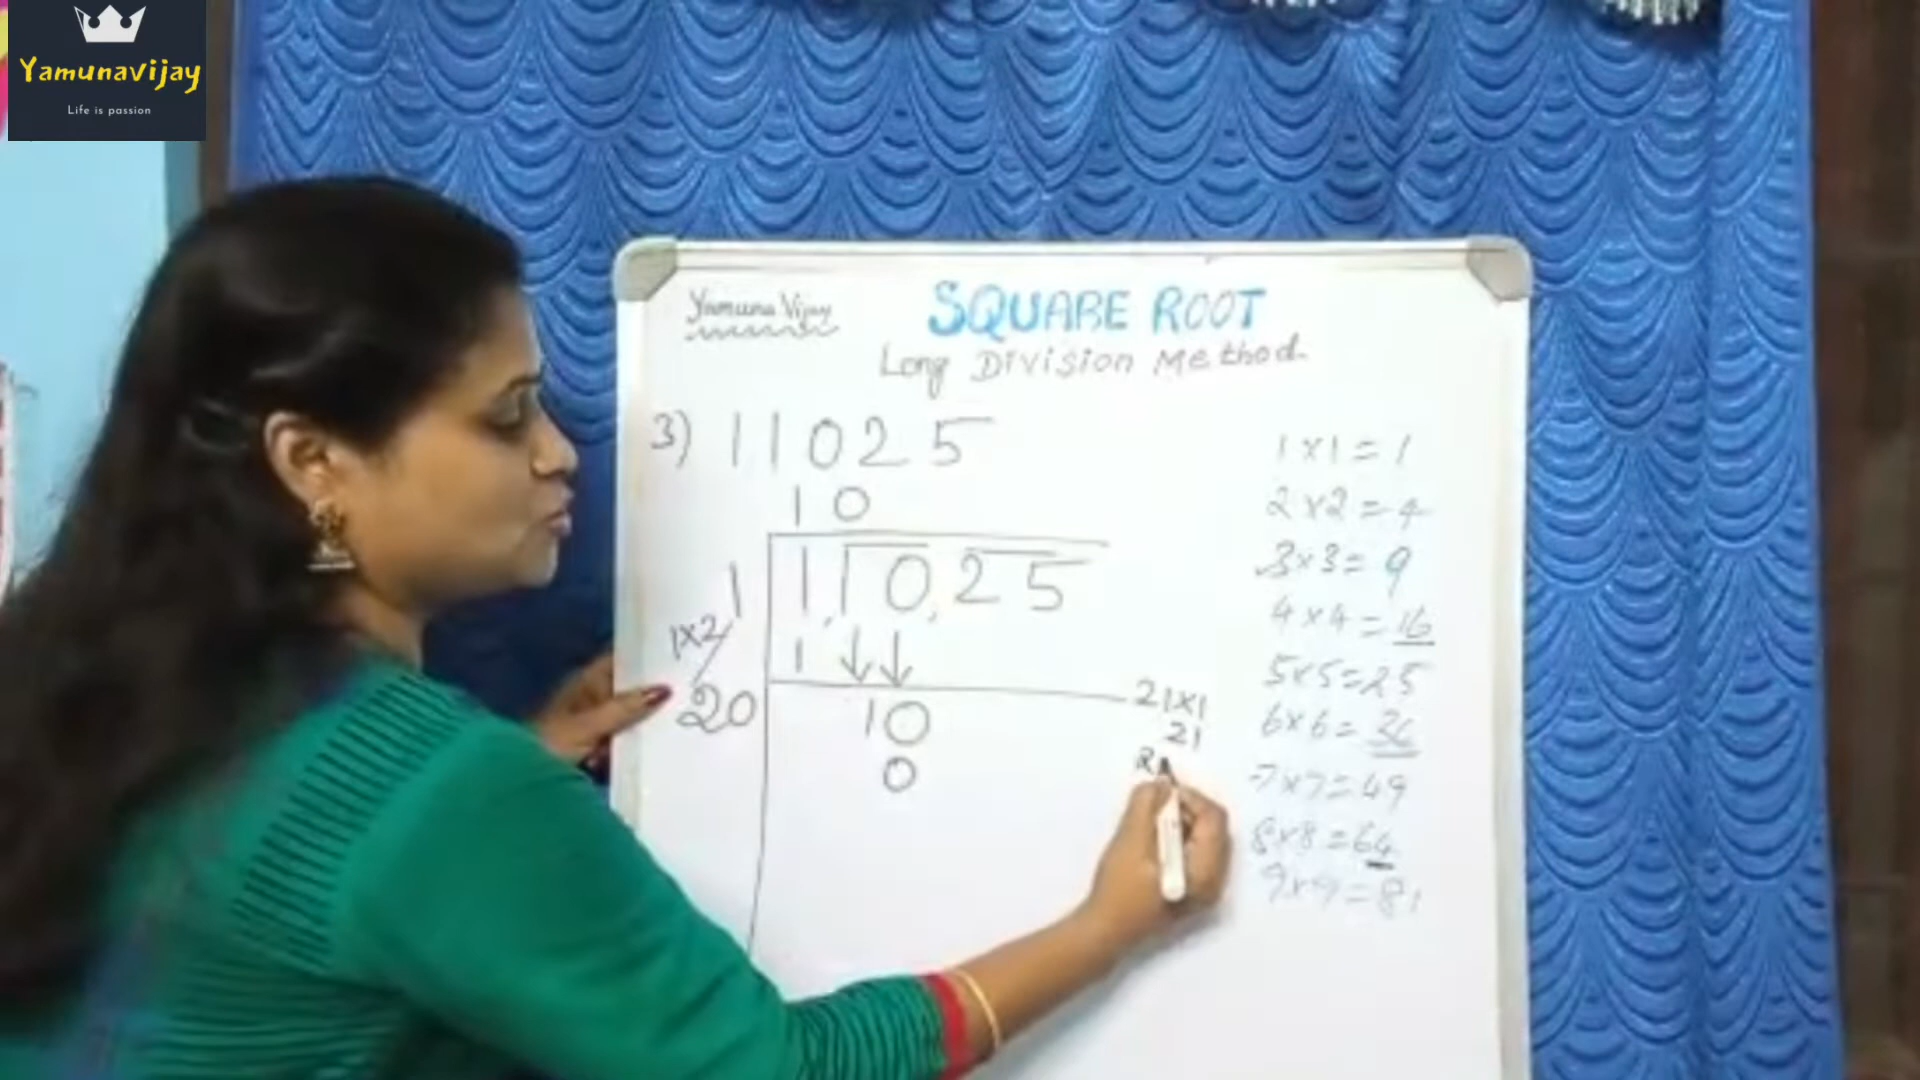 Yamunavijay
Life is passion
Yamuna Vijay
SQUARE ROOT
Long Division Method
3) 11025
10
1 1,10,25
1x2
1
20 10
0
21x1
21
2
1x1=1
2x2=4
3x3=9
4x4=16
5x5=25
6x6=36
7x7=49
8x8=64
9x9=81